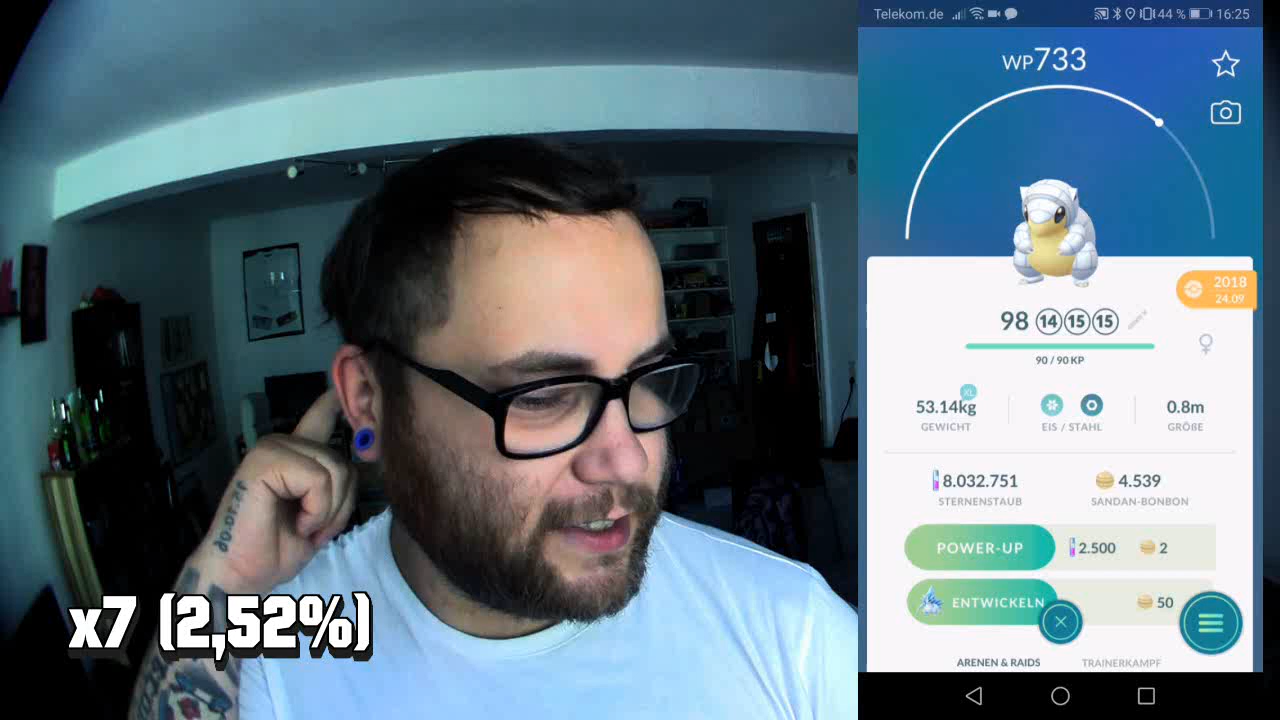 Telekom.de 44 % 16:25
WP733
2018
24.09
98 14 15 15
90 / 90 KP
XL
53.14kg
GEWICHT
EIS / STAHL
0.8m
GRÖßE
8.032.751
STERNENSTAUB
4.539
SANDAN-BONBON
POWER-UP 2.500 2
ENTWICKELN 50
ARENEN & RAIDS TRAINERKAMPF
x7 (2,52%)